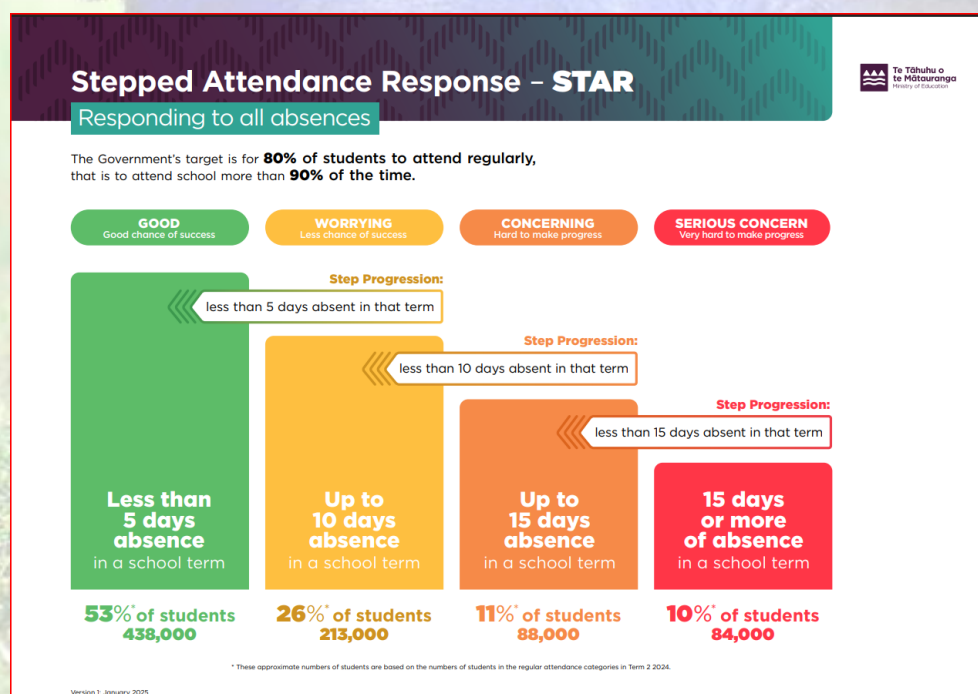 Stepped Attendance Response – STAR
Responding to all absences
Te Tāhuhu o
te Mātauranga
Ministry of Education
The Government's target is for 80% of students to attend regularly,
that is to attend school more than 90% of the time.
GOOD
Good chance of success
WORRYING
Less chance of success
CONCERNING
Hard to make progress
SERIOUS CONCERN
Very hard to make progress
Step Progression:
less than 5 days absent in that term
Step Progression:
less than 10 days absent in that term
Step Progression:
less than 15 days absent in that term
Less than
5 days
absence
in a school term
Up to
10 days
absence
in a school term
Up to
15 days
absence
in a school term
15 days
or more
of absence
in a school term
53%* of students
438,000
26%* of students
213,000
11%* of students
88,000
10%* of students
84,000
* These approximate numbers of students are based on the numbers of students in the regular attendance categories in Term 2 2024.
Version 1: January 2025